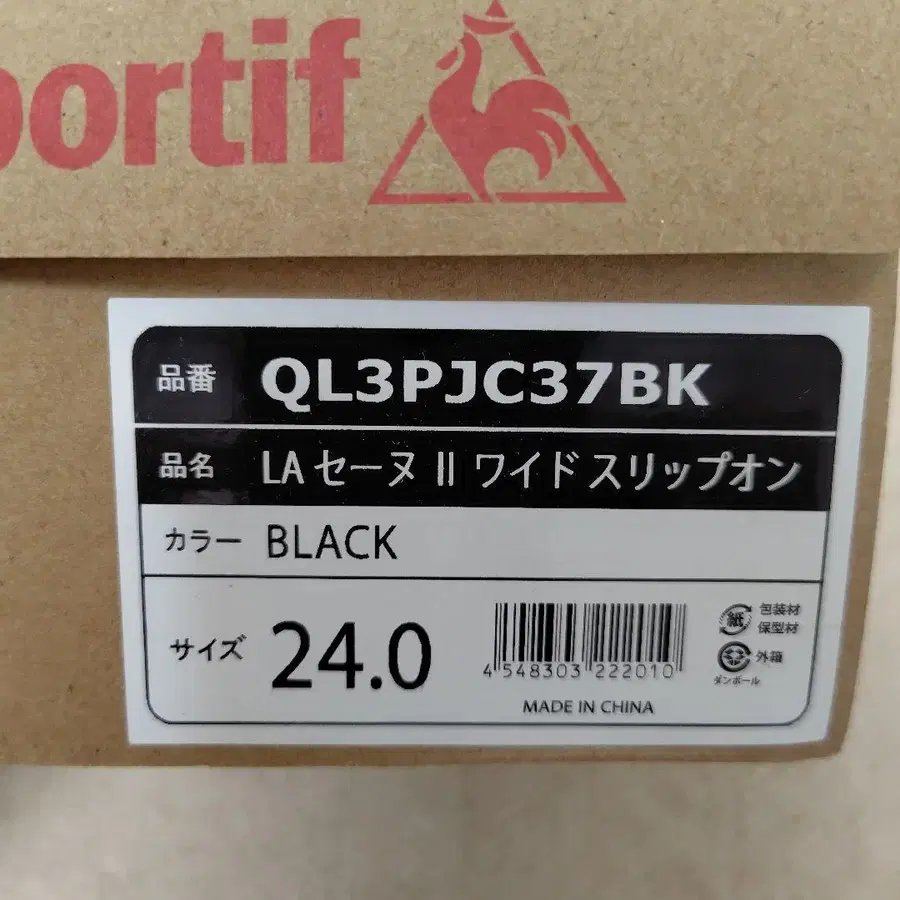 portif
品番 QL3PJC37BK
品名 LA セーヌ II ワイド スリップオン
カラー BLACK
サイズ 24.0
4 548303 222010
紙 包装材
保型材
外箱
ダンボール
MADE IN CHINA